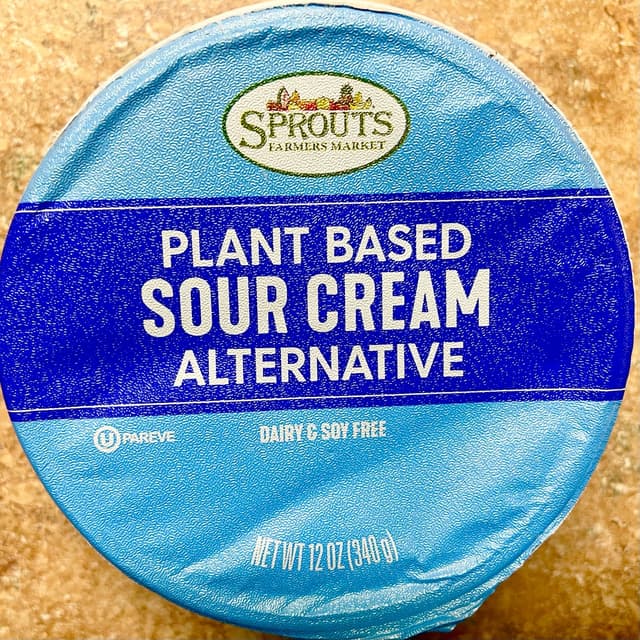 SPROUTS
FARMERS MARKET
PLANT BASED
SOUR CREAM
ALTERNATIVE
U PAREVE
DAIRY & SOY FREE
NET WT 12 OZ (340 g)